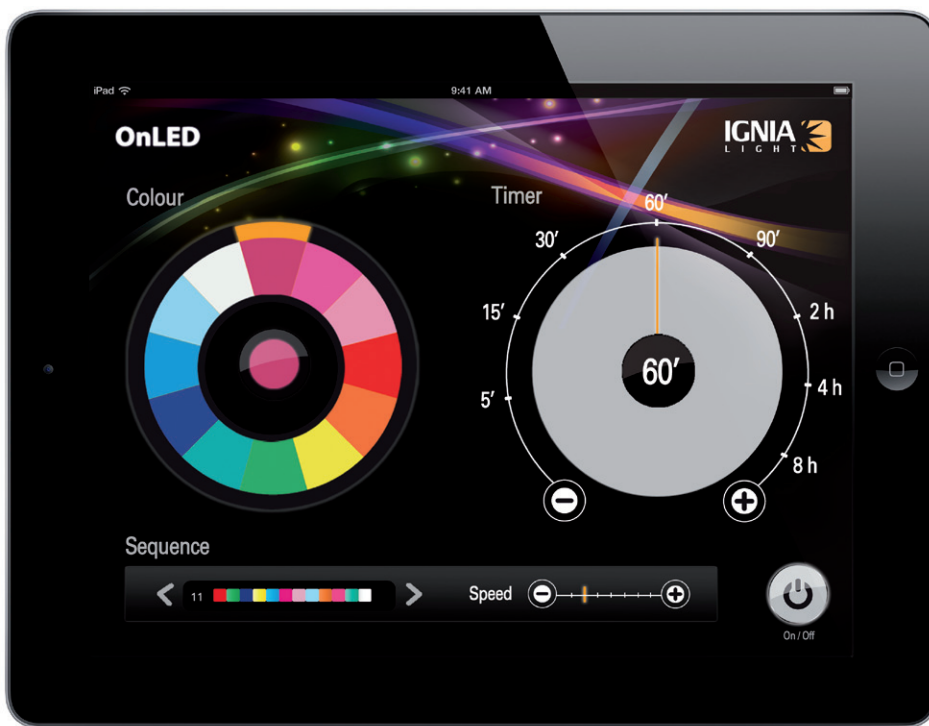 iPad
9:41 AM
OnLED
IGNIA
LIGHT
Colour
Timer
5′
15′
30′
60′
90′
2 h
4 h
8 h
60′
Sequence
11
Speed
On / Off